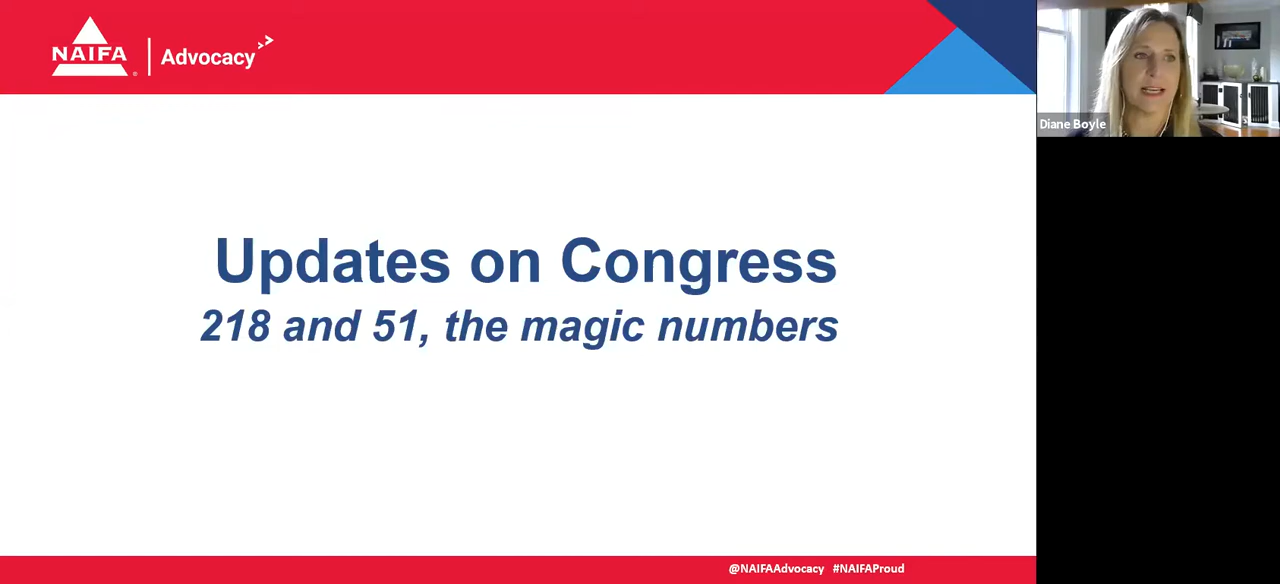 NAIFA
Advocacy
Diane Boyle
Updates on Congress
218 and 51, the magic numbers
@NAIFAAdvocacy #NAIFAProud